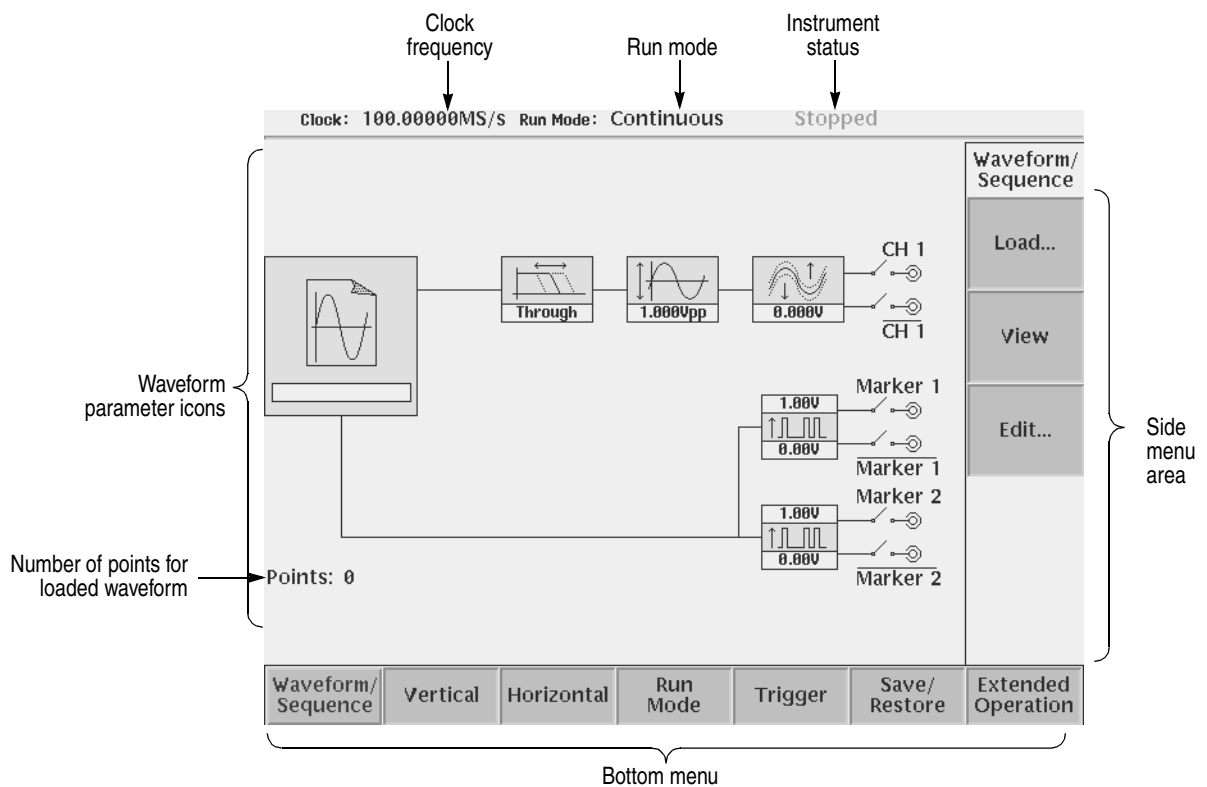 Clock
frequency
Run mode
Instrument
status
Clock: 100.00000MS/s Run Mode: Continuous Stopped
Waveform/
Sequence
Load...
View
Edit...
Side
menu
area
CH 1
CH 1
Through
1.000Vpp
0.000V
Waveform
parameter icons
Marker 1
1.00V
0.00V
Marker 1
Marker 2
1.00V
0.00V
Marker 2
Number of points for
loaded waveform
Points: 0
Waveform/
Sequence
Vertical
Horizontal
Run
Mode
Trigger
Save/
Restore
Extended
Operation
Bottom menu